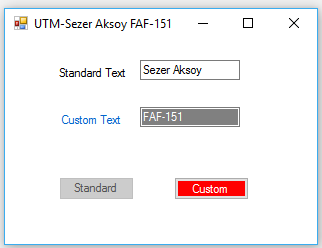 UTM-Sezer Aksoy FAF-151
Standard Text Sezer Aksoy
Custom Text FAF-151
Standard Custom